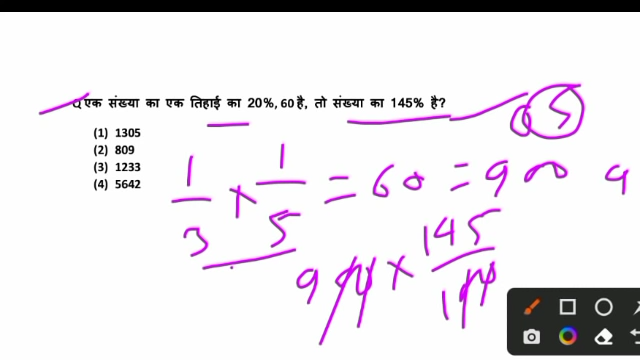 Q एक संख्या का एक तिहाई का 20%, 60 है, तो संख्या का 145% है?
(1) 1305
(2) 809
(3) 1233
(4) 5642
1/3 × 1/5 = 60 = 900
900 × 145/100